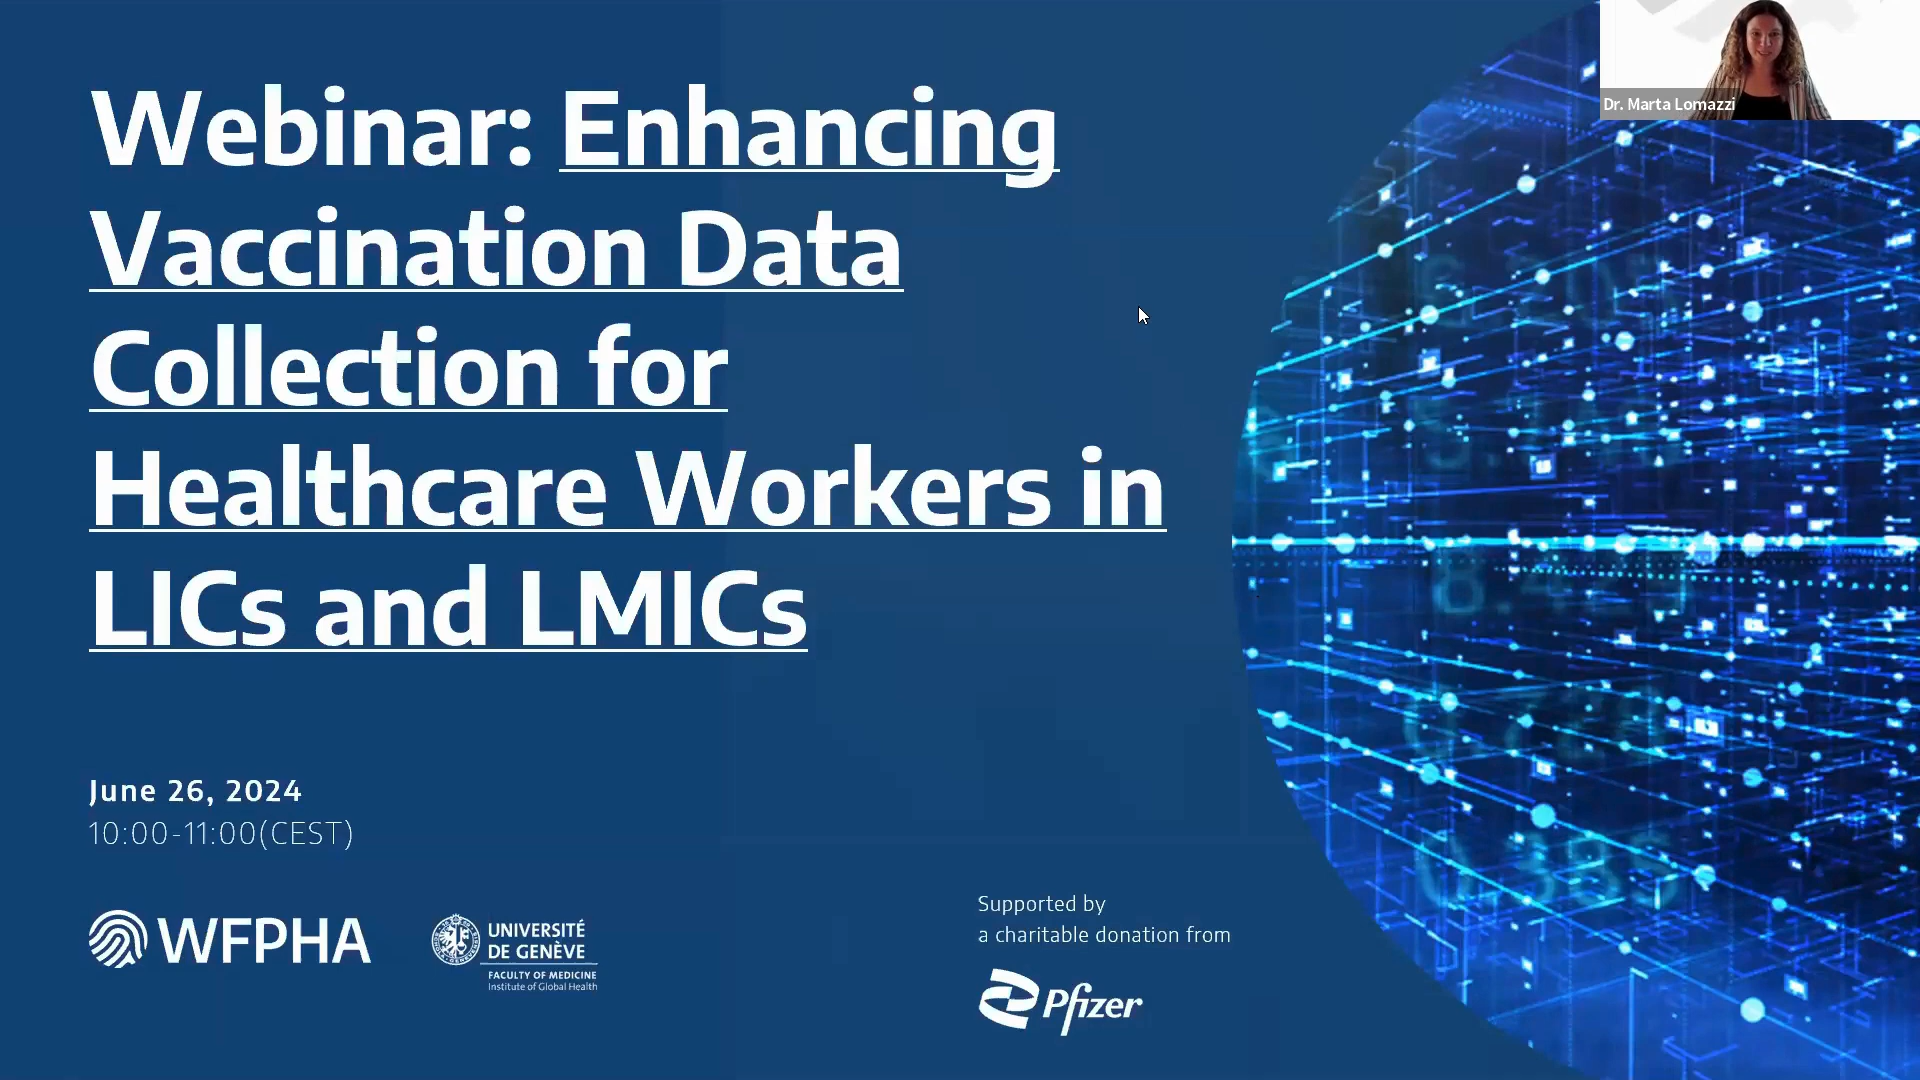 Webinar: Enhancing
Vaccination Data
Collection for
Healthcare Workers in
LICs and LMICs
June 26, 2024
10:00-11:00(CEST)
WFPHA
UNIVERSITÉ
DE GENÈVE
FACULTY OF MEDICINE
Institute of Global Health
Supported by
a charitable donation from
Pfizer
Dr. Marta Lomazzi